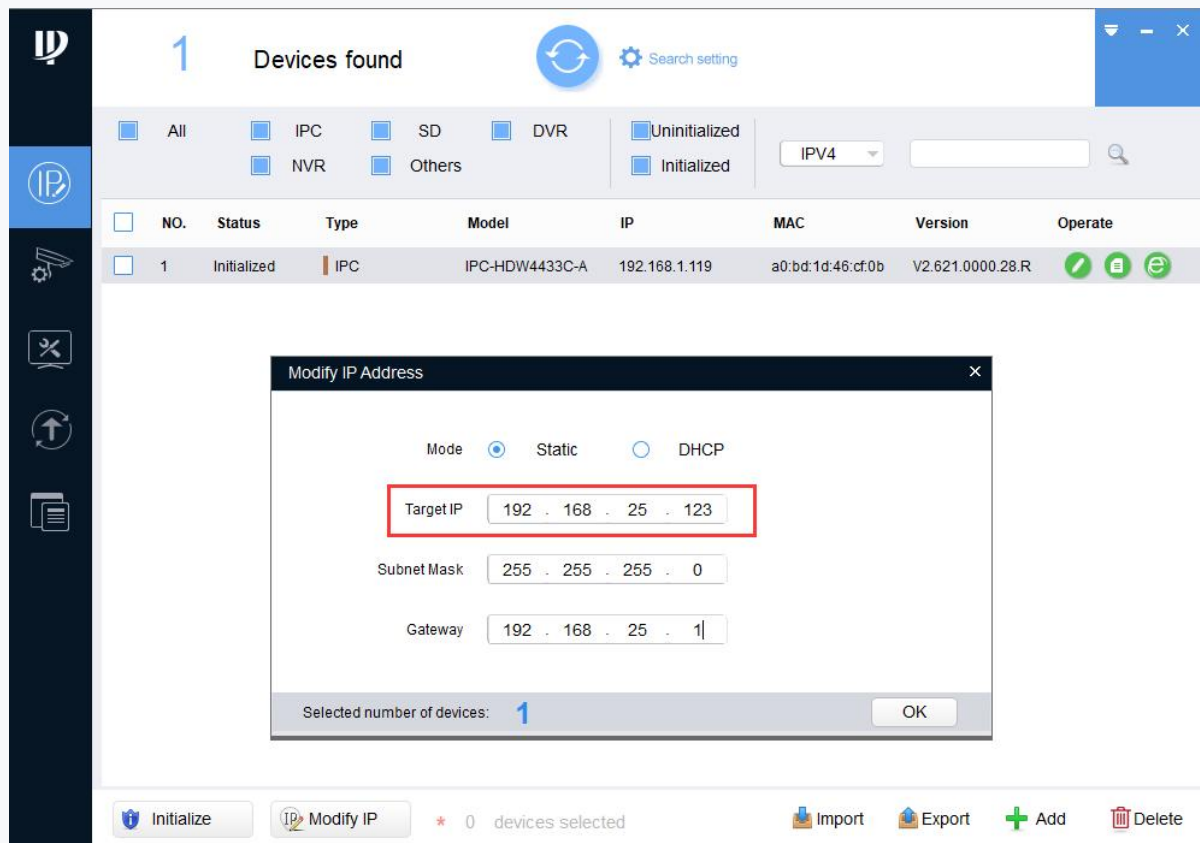 1 Devices found Search setting
All IPC SD DVR Uninitialized
NVR Others Initialized
IPV4
NO. Status Type Model IP MAC Version Operate
1 Initialized IPC IPC-HDW4433C-A 192.168.1.119 a0:bd:1d:46:cf:0b V2.621.0000.28.R
Modify IP Address
Mode Static DHCP
Target IP 192 . 168 . 25 . 123
Subnet Mask 255 . 255 . 255 . 0
Gateway 192 . 168 . 25 . 1
Selected number of devices: 1 OK
Initialize Modify IP * 0 devices selected Import Export Add Delete